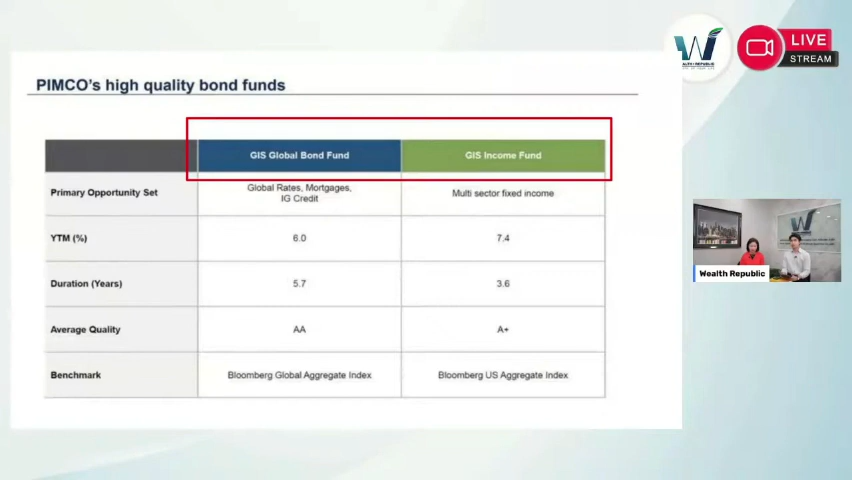 LIVE
STREAM
PIMCO's high quality bond funds
GIS Global Bond Fund
GIS Income Fund
Primary Opportunity Set
Global Rates, Mortgages,
IG Credit
Multi sector fixed income
YTM (%)
6.0
7.4
Duration (Years)
5.7
3.6
Average Quality
AA
A+
Benchmark
Bloomberg Global Aggregate Index
Bloomberg US Aggregate Index
Wealth Republic